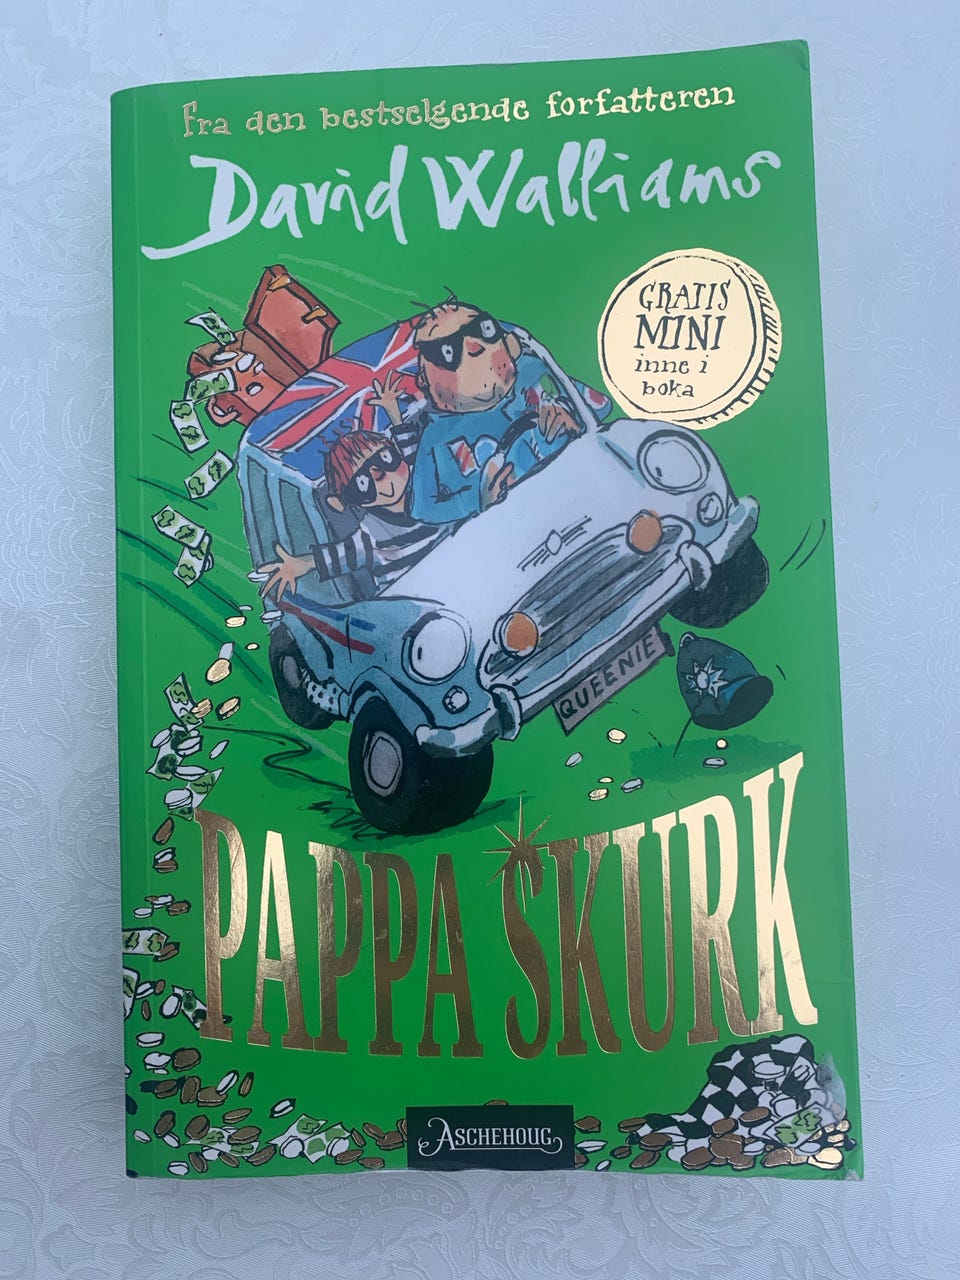 Fra den bestselgende forfatteren
David Walliams
GRATIS
MINI
inne i
boka
QUEENIE
PAPPA SKURK
ASCHEHOUG